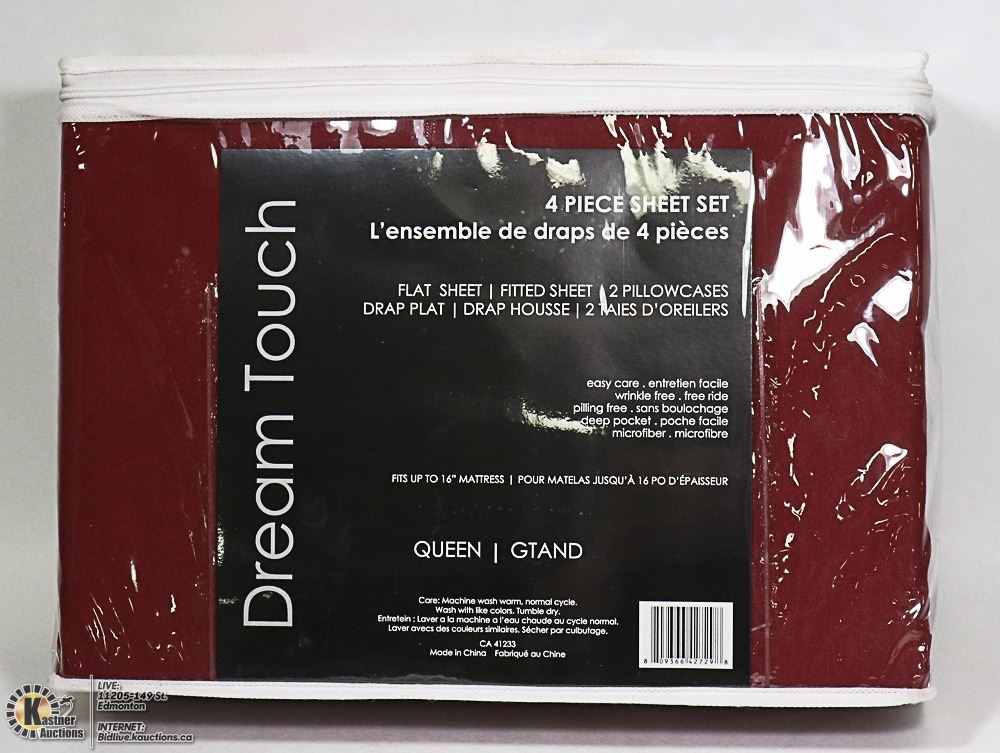 Dream Touch
4 PIECE SHEET SET
L'ensemble de draps de 4 pièces
FLAT SHEET | FITTED SHEET | 2 PILLOWCASES
DRAP PLAT | DRAP HOUSSE | 2 TAIES D'OREILERS
easy care . entretien facile
wrinkle free . free ride
pilling free . sans boulochage
deep pocket . poche facile
microfiber . microfibre
FITS UP TO 16" MATTRESS | POUR MATELAS JUSQU'À 16 PO D'ÉPAISSEUR
QUEEN | GTAND
Care: Machine wash warm, normal cycle.
Wash with like colors. Tumble dry.
Entretein : Laver a la machine a l'eau chaude au cycle normal.
Laver avecs des couleurs similaires. Sécher par culbutage.
CA 41233
Made in China Fabriqué au Chine
8 09366 42729 8
Kastner
Auctions
LIVE:
11205-149 St.
Edmonton
INTERNET:
Bidlive.kauctions.ca